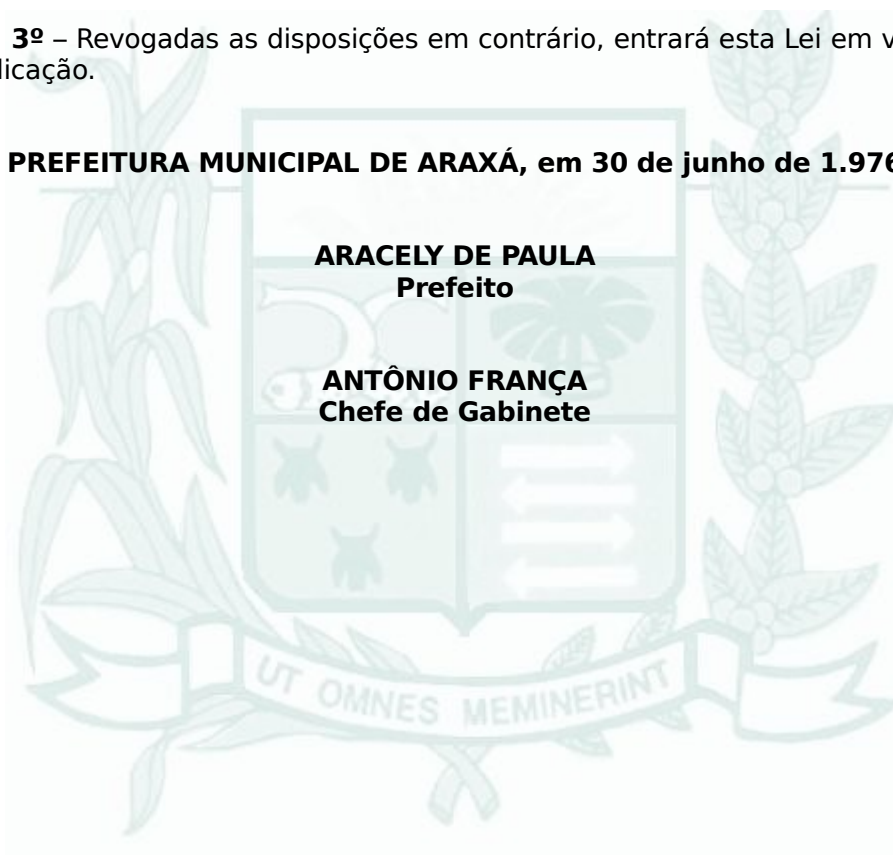 3º – Revogadas as disposições em contrário, entrará esta Lei em v
licação.
PREFEITURA MUNICIPAL DE ARAXÁ, em 30 de junho de 1.976
ARACELY DE PAULA
Prefeito
ANTÔNIO FRANÇA
Chefe de Gabinete
UT OMNES MEMINERINT